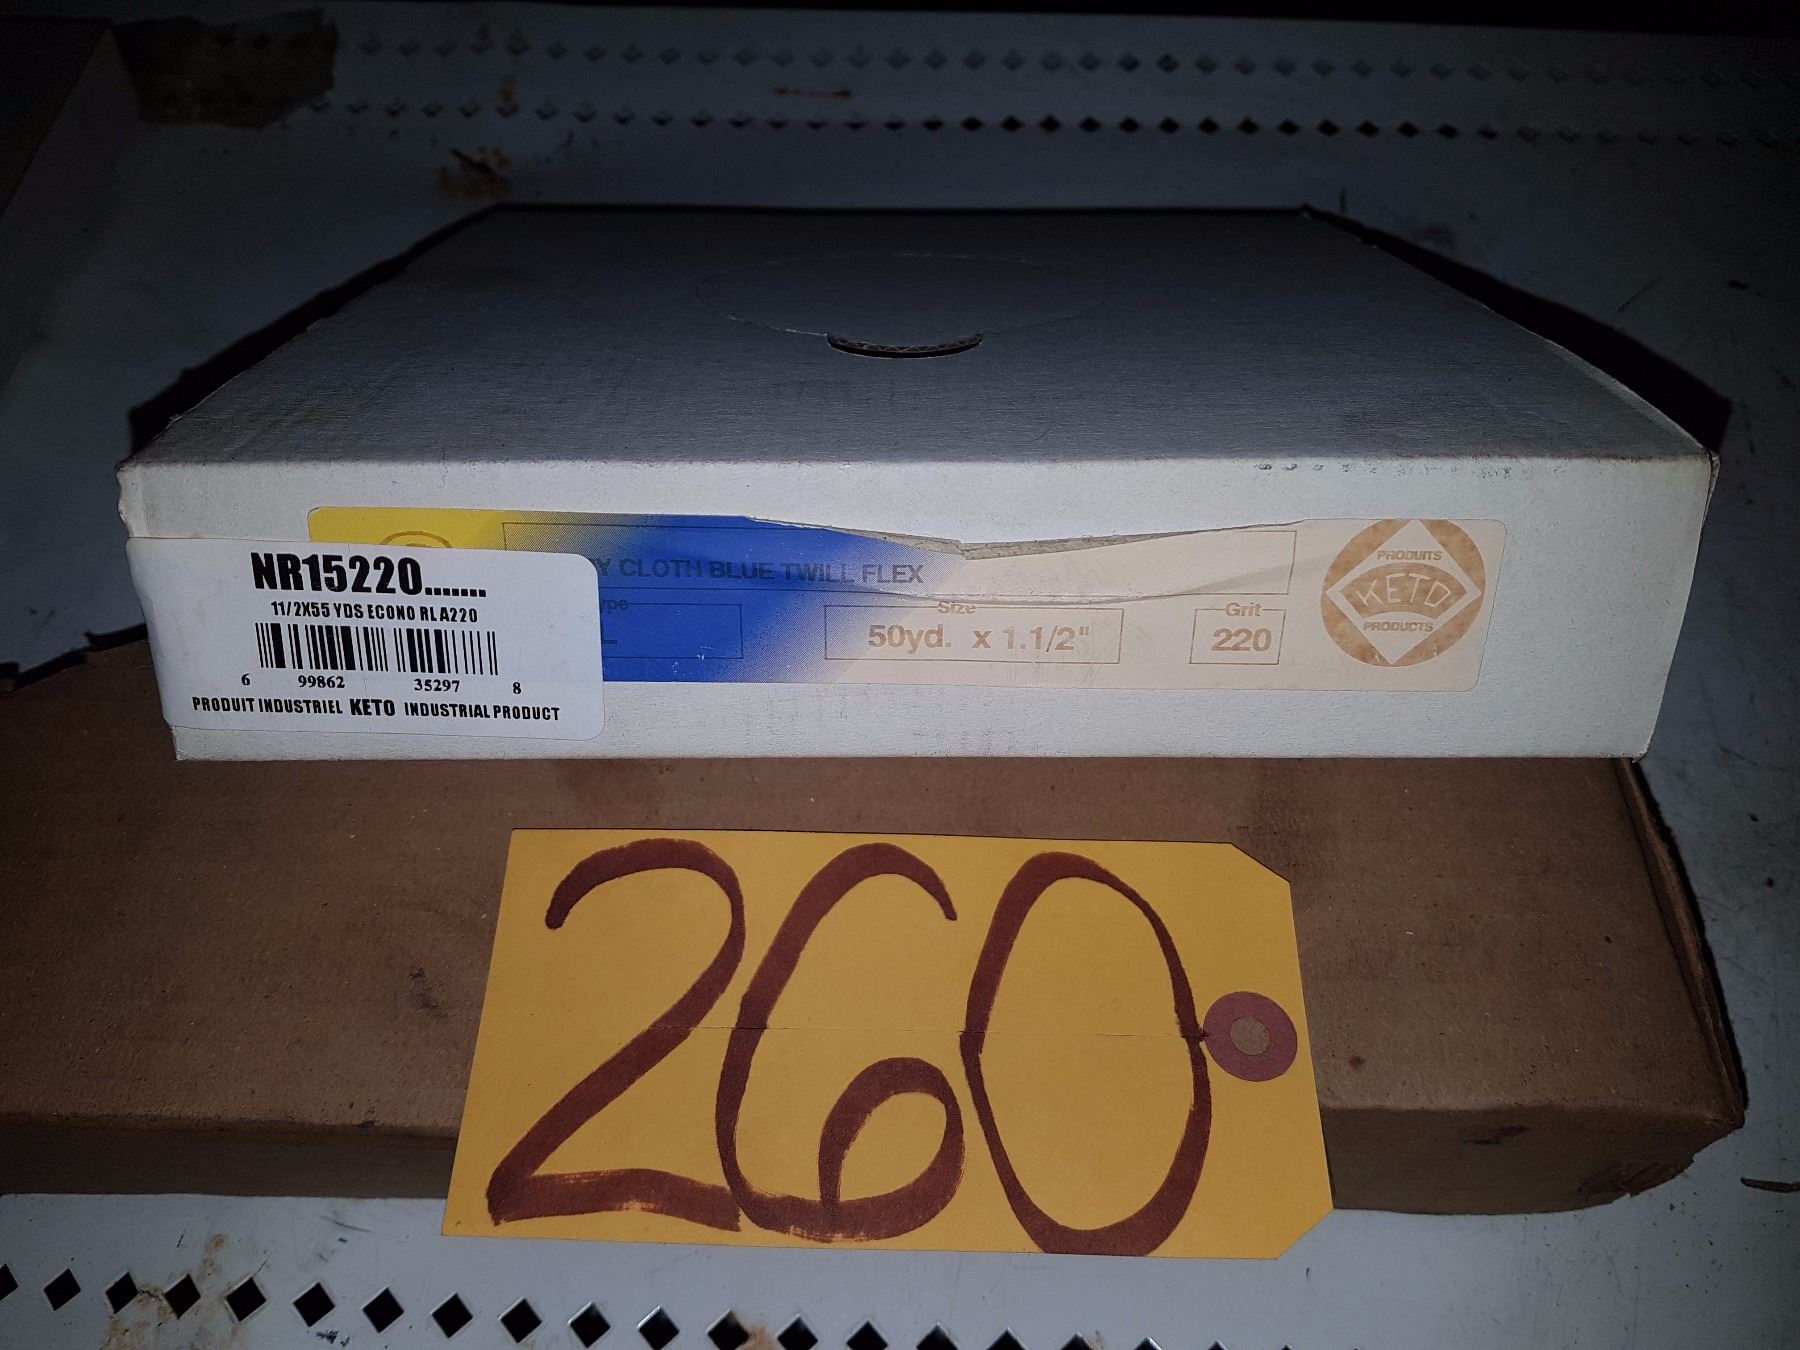 NR15220.......
11/2X55 YDS ECONO RL A220
6 99862 35297 8
PRODUIT INDUSTRIEL KETO INDUSTRIAL PRODUCT
CLOTH BLUE TWILL FLEX
Size
50yd. x 1.1/2"
Grit
220
PRODUITS
KETO
PRODUCTS
260